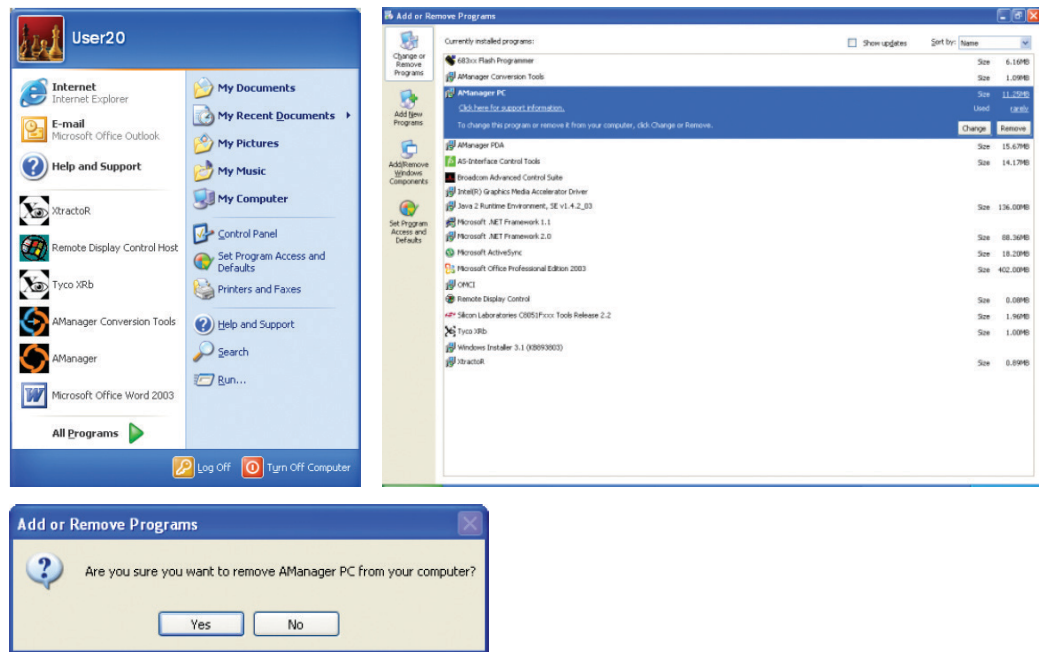 User20
Internet
Internet Explorer
E-mail
Microsoft Office Outlook
Help and Support
XtractoR
Remote Display Control Host
Tyco XRb
AManager Conversion Tools
AManager
Microsoft Office Word 2003
All Programs
My Documents
My Recent Documents
My Pictures
My Music
My Computer
Control Panel
Set Program Access and
Defaults
Printers and Faxes
Help and Support
Search
Run...
Log Off
Turn Off Computer
Add or Remove Programs
Change or
Remove
Programs
Add New
Programs
Add/Remove
Windows
Components
Set Program
Access and
Defaults
Currently installed programs:
Show updates
Sort by: Name
683xx Flash Programmer Size 6.16MB
AManager Conversion Tools Size 1.09MB
AManager PC Size 11.25MB
Click here for support information. Used rarely
To change this program or remove it from your computer, click Change or Remove.
Change Remove
AManager PDA Size 15.67MB
AS-Interface Control Tools Size 14.17MB
Broadcom Advanced Control Suite
Intel(R) Graphics Media Accelerator Driver
Java 2 Runtime Environment, SE v1.4.2_03 Size 136.00MB
Microsoft .NET Framework 1.1
Microsoft .NET Framework 2.0 Size 88.36MB
Microsoft ActiveSync Size 18.20MB
Microsoft Office Professional Edition 2003 Size 402.00MB
OMCI
Remote Display Control Size 0.08MB
Silicon Laboratories C8051Fxxx Tools Release 2.2 Size 1.96MB
Tyco XRb Size 1.00MB
Windows Installer 3.1 (KB893803)
XtractoR Size 0.89MB
Add or Remove Programs
Are you sure you want to remove AManager PC from your computer?
Yes No